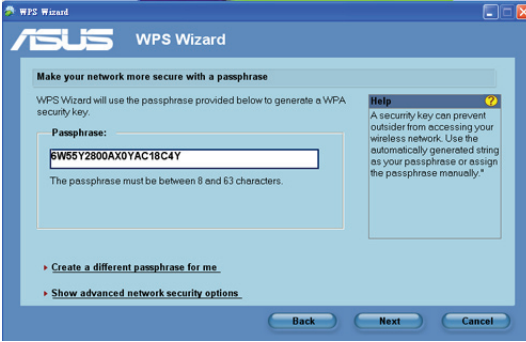 WPS Wizard
ASUS WPS Wizard
Make your network more secure with a passphrase
WPS Wizard will use the passphrase provided below to generate a WPA
security key.
Passphrase:
6W55Y2800AX0YAC18C4Y
The passphrase must be between 8 and 63 characters.
Help
A security key can prevent
outsider from accessing your
wireless network. Use the
automatically generated string
as your passphrase or assign
the passphrase manually."
Create a different passphrase for me
Show advanced network security options
Back Next Cancel